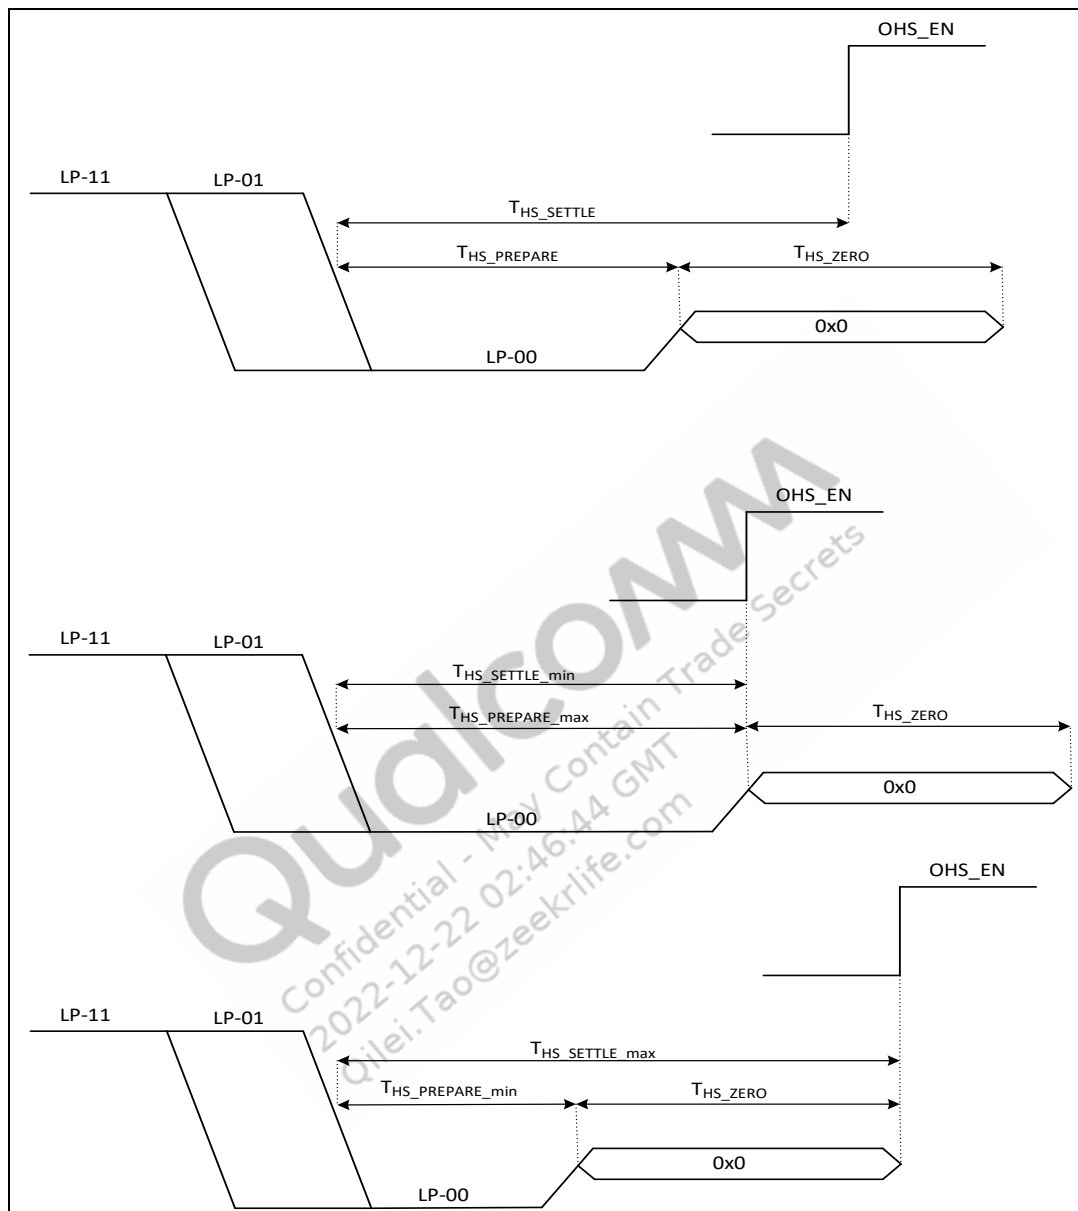 OHS_EN
LP-11
LP-01
THS_SETTLE
THS_PREPARE
THS_ZERO
0x0
LP-00
OHS_EN
LP-11
LP-01
THS_SETTLE_min
THS_PREPARE_max
THS_ZERO
0x0
LP-00
OHS_EN
LP-11
LP-01
THS_SETTLE_max
THS_PREPARE_min
THS_ZERO
0x0
LP-00
Qualcomm
Confidential - May Contain Trade Secrets
2022-12-22 02:46:44 GMT
Qilei.Tao@zeekrlife.com